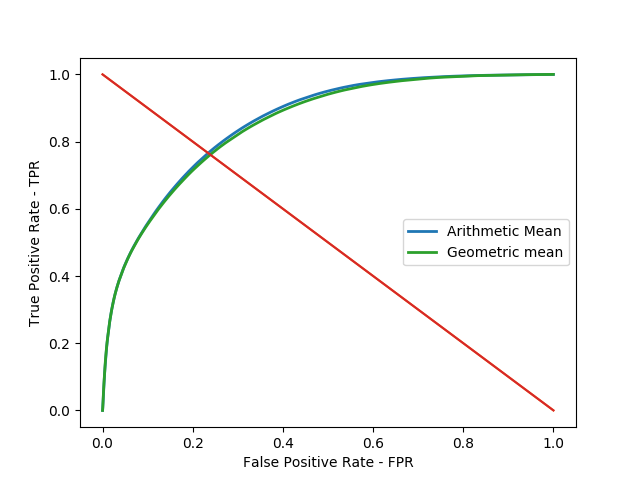 1.0
0.8
0.6
0.4
0.2
0.0
True Positive Rate - TPR
Arithmetic Mean
Geometric mean
0.0 0.2 0.4 0.6 0.8 1.0
False Positive Rate - FPR